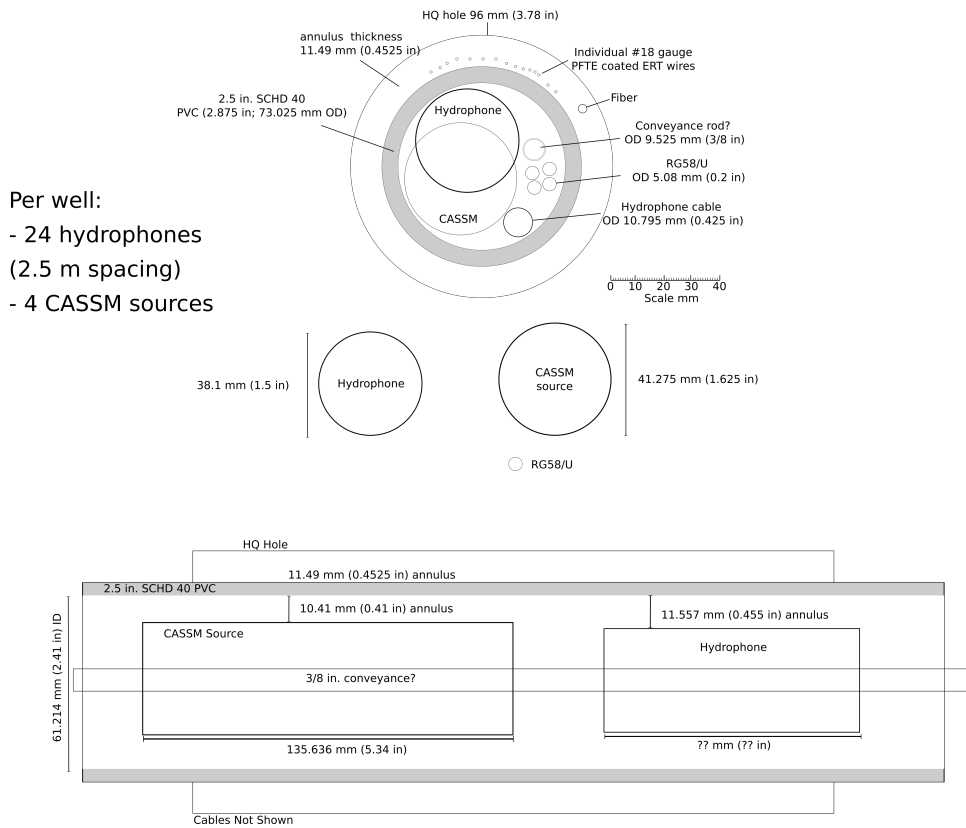 HQ hole 96 mm (3.78 in)
annulus thickness
11.49 mm (0.4525 in)
Individual #18 gauge
PFTE coated ERT wires
2.5 in. SCHD 40
PVC (2.875 in; 73.025 mm OD)
Hydrophone
Fiber
Conveyance rod?
OD 9.525 mm (3/8 in)
RG58/U
OD 5.08 mm (0.2 in)
Hydrophone cable
OD 10.795 mm (0.425 in)
CASSM
Per well:
- 24 hydrophones
(2.5 m spacing)
- 4 CASSM sources
0 10 20 30 40
Scale mm
38.1 mm (1.5 in)
Hydrophone
CASSM
source
41.275 mm (1.625 in)
RG58/U
HQ Hole
11.49 mm (0.4525 in) annulus
2.5 in. SCHD 40 PVC
10.41 mm (0.41 in) annulus
11.557 mm (0.455 in) annulus
CASSM Source
Hydrophone
61.214 mm (2.41 in) ID
3/8 in. conveyance?
135.636 mm (5.34 in)
?? mm (?? in)
Cables Not Shown